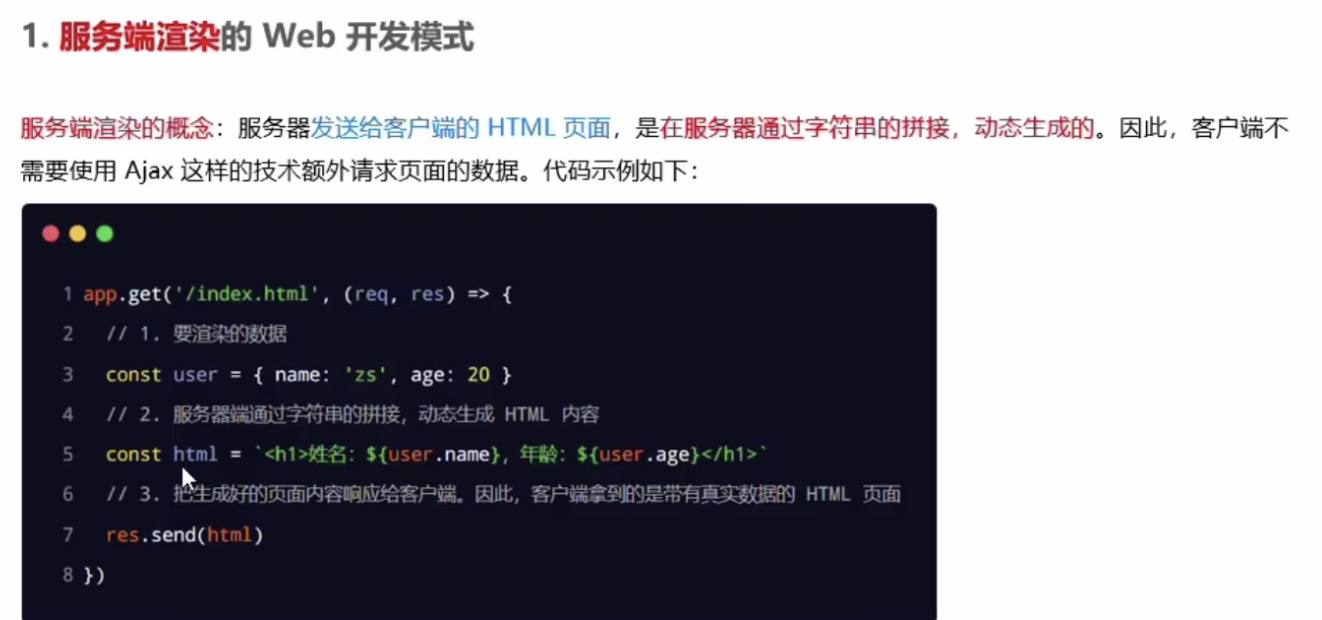 1. 服务端渲染的 Web 开发模式
服务端渲染的概念：服务器发送给客户端的 HTML 页面，是在服务器通过字符串的拼接，动态生成的。因此，客户端不
需要使用 Ajax 这样的技术额外请求页面的数据。代码示例如下：
1 app.get('/index.html', (req, res) => {
2 // 1. 要渲染的数据
3 const user = { name: 'zs', age: 20 }
4 // 2. 服务器端通过字符串的拼接，动态生成 HTML 内容
5 const html = `<h1>姓名：${user.name}，年龄：${user.age}</h1>`
6 // 3. 把生成好的页面内容响应给客户端。因此，客户端拿到的是带有真实数据的 HTML 页面
7 res.send(html)
8 })